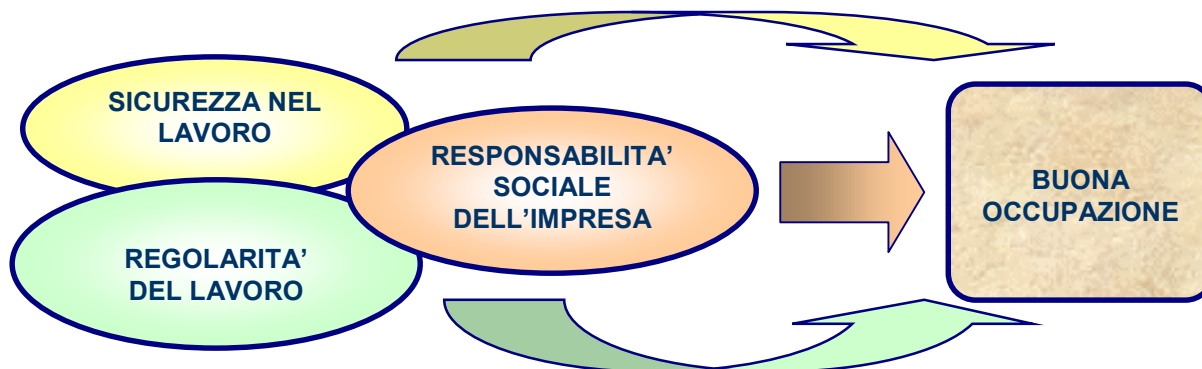 SICUREZZA NEL
LAVORO
RESPONSABILITA’
SOCIALE
DELL’IMPRESA
REGOLARITA’
DEL LAVORO
BUONA
OCCUPAZIONE